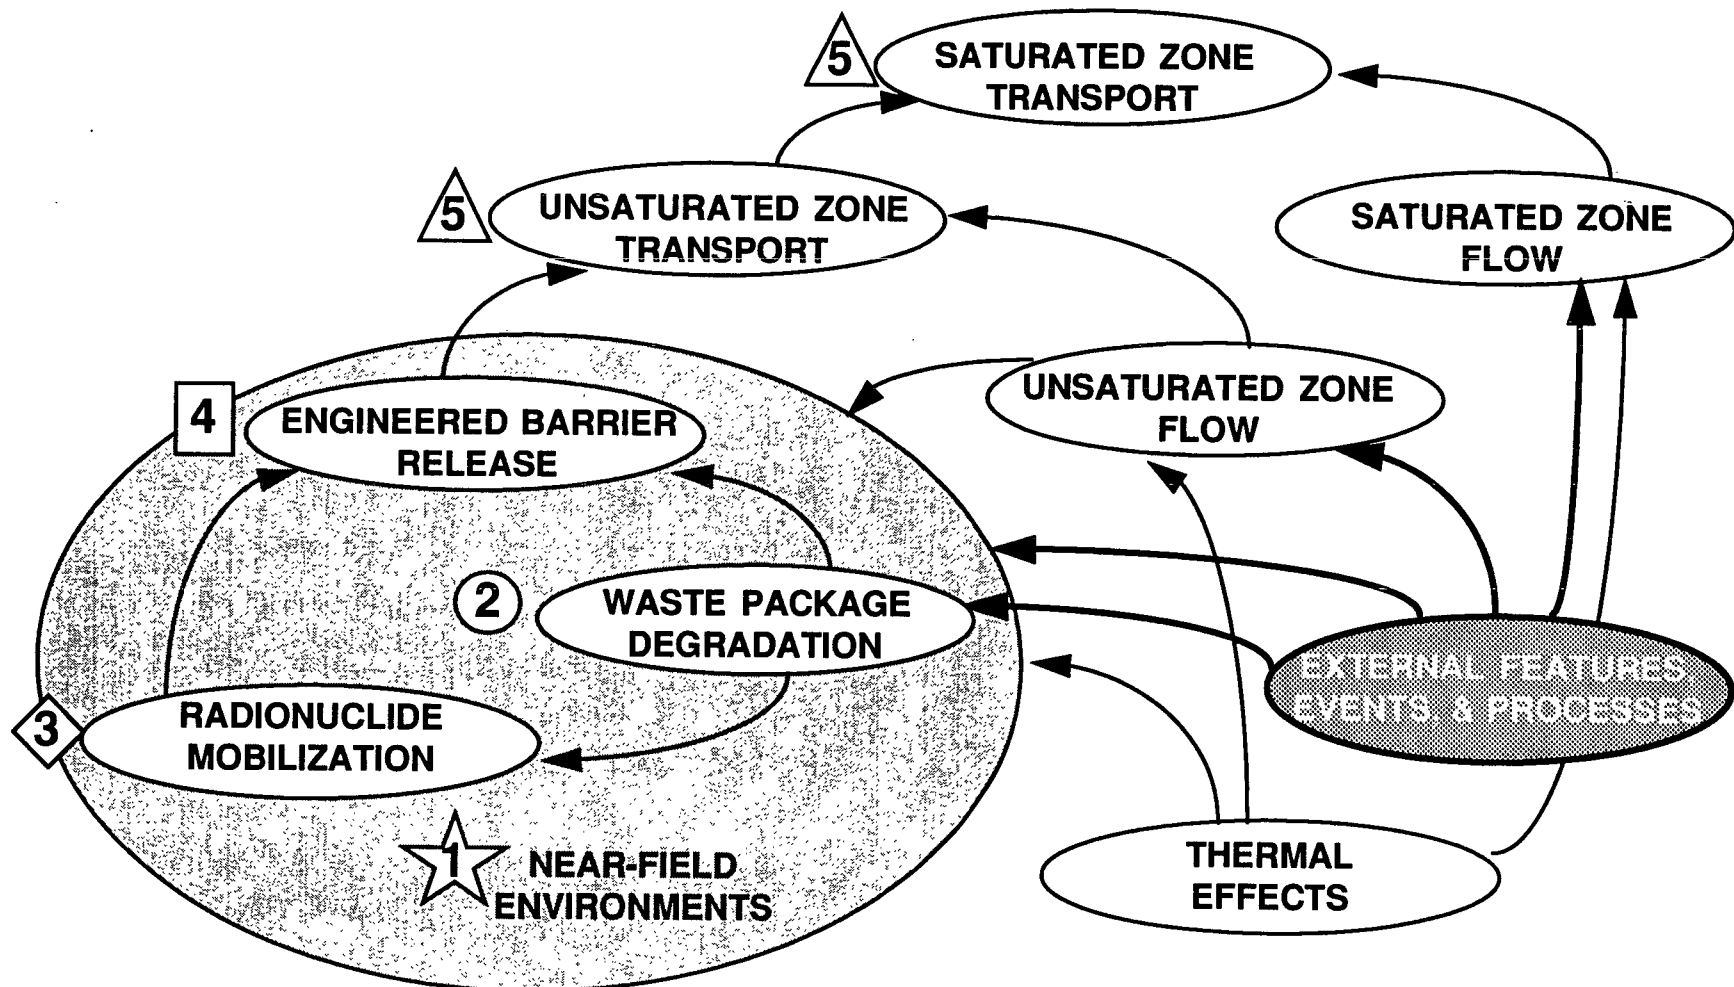 5
SATURATED ZONE
TRANSPORT
5
UNSATURATED ZONE
TRANSPORT
SATURATED ZONE
FLOW
4
ENGINEERED BARRIER
RELEASE
UNSATURATED ZONE
FLOW
2
WASTE PACKAGE
DEGRADATION
EXTERNAL FEATURES
EVENTS & PROCESSES
3
RADIONUCLIDE
MOBILIZATION
1
NEAR-FIELD
ENVIRONMENTS
THERMAL
EFFECTS